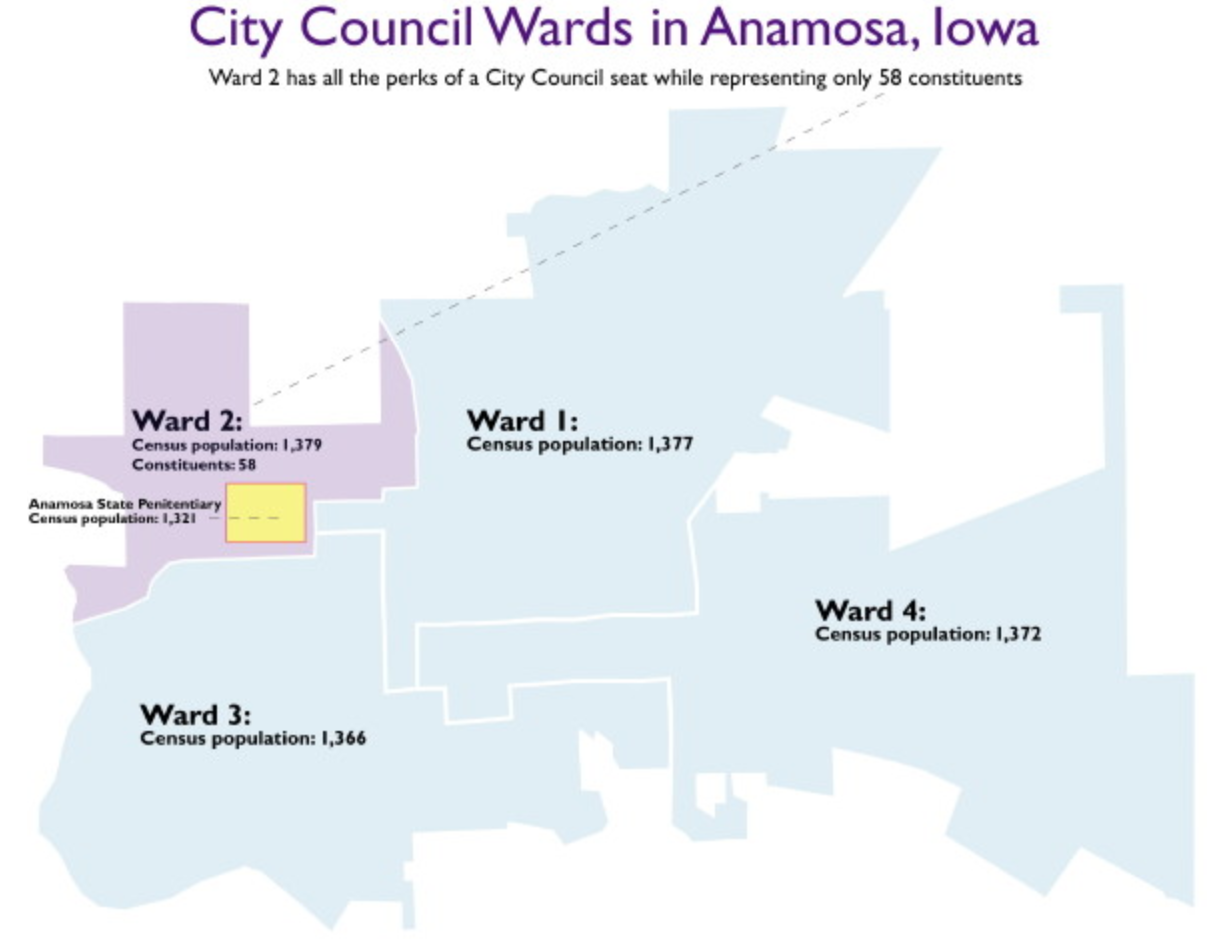 City Council Wards in Anamosa, Iowa
Ward 2 has all the perks of a City Council seat while representing only 58 constituents
Ward 2:
Census population: 1,379
Constituents: 58
Ward 1:
Census population: 1,377
Anamosa State Penitentiary
Census population: 1,321
Ward 4:
Census population: 1,372
Ward 3:
Census population: 1,366